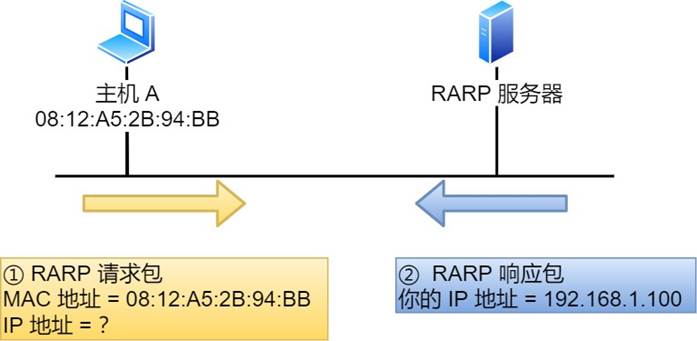 主机 A
08:12:A5:2B:94:BB
RARP 服务器
① RARP 请求包
MAC 地址 = 08:12:A5:2B:94:BB
IP 地址 = ?
② RARP 响应包
你的 IP 地址 = 192.168.1.100